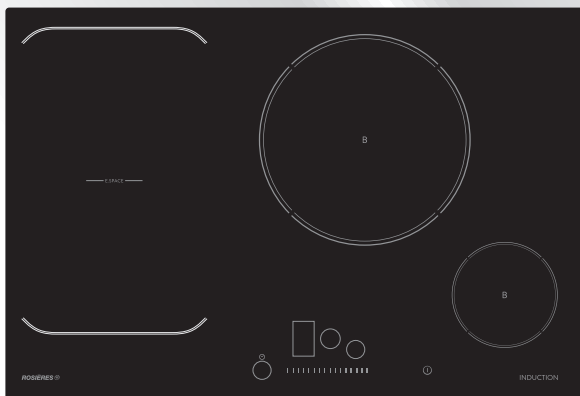 B
E.SPACE
B
ROSIÈRES
INDUCTION